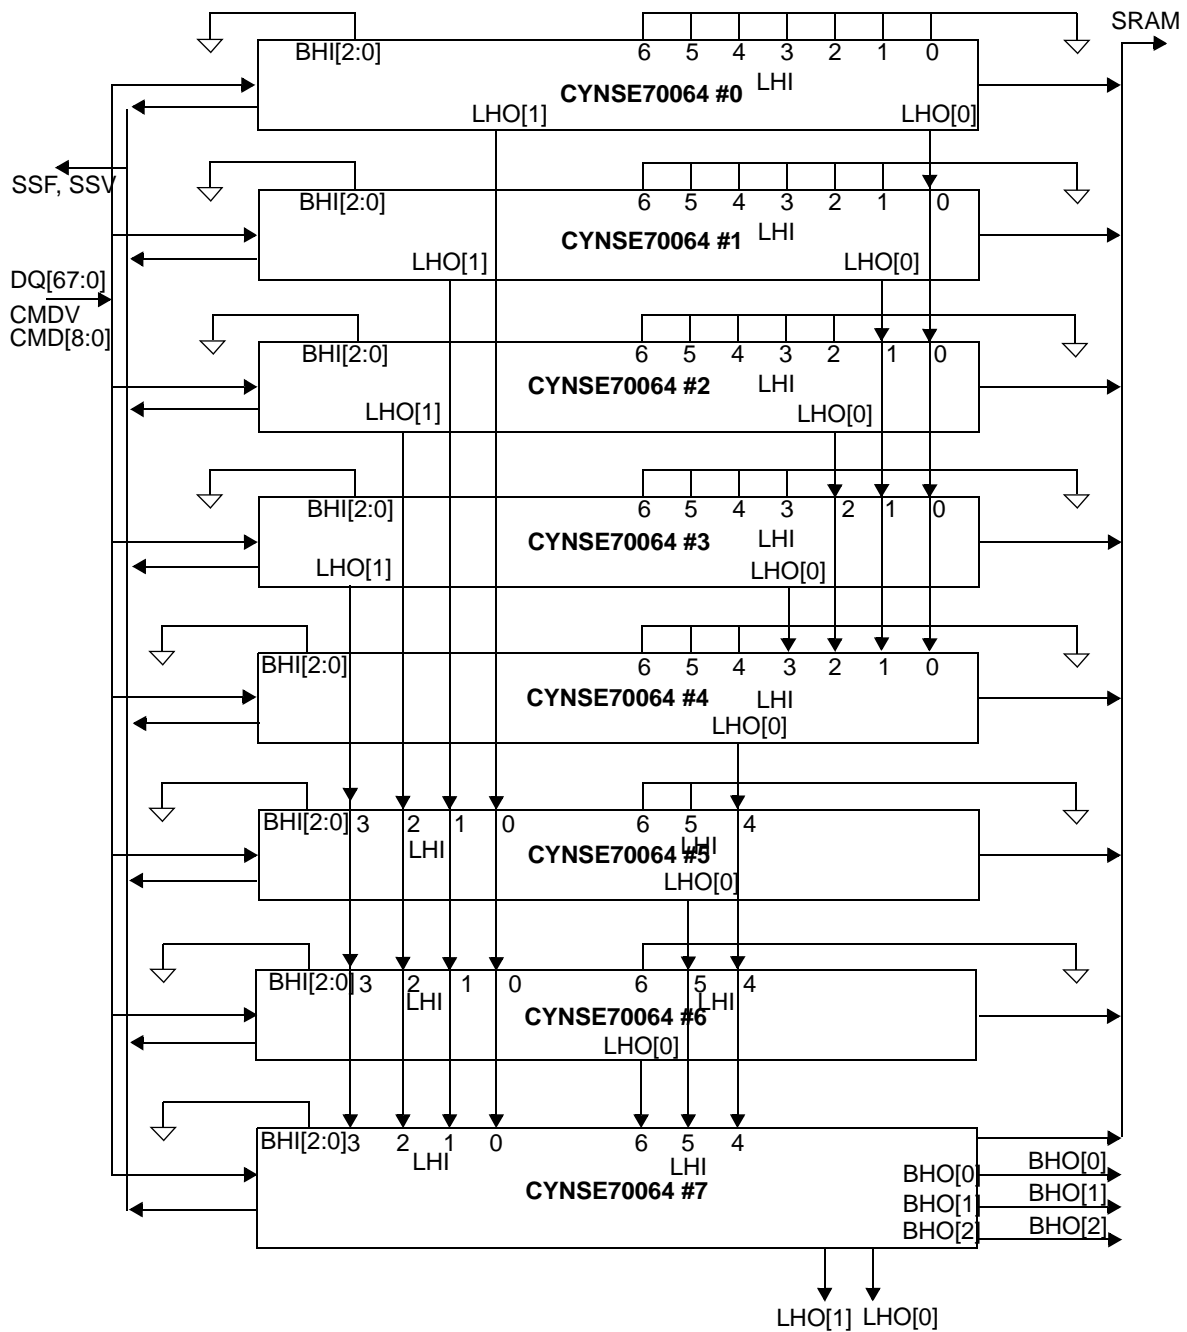 SRAM
BHI[2:0] 6 5 4 3 2 1 0
LHI
CYNSE70064 #0
LHO[1] LHO[0]
SSF, SSV
BHI[2:0] 6 5 4 3 2 1 0
LHI
CYNSE70064 #1
LHO[1] LHO[0]
DQ[67:0]
CMDV
CMD[8:0]
BHI[2:0] 6 5 4 3 2 1 0
CYNSE70064 #2 LHI
LHO[1] LHO[0]
BHI[2:0] 6 5 4 3 2 1 0
CYNSE70064 #3 LHI
LHO[1] LHO[0]
BHI[2:0] 6 5 4 3 2 1 0
CYNSE70064 #4 LHI
LHO[0]
BHI[2:0] 3 2 1 0 6 5 4
LHI LHI
CYNSE70064 #5
LHO[0]
BHI[2:0] 3 2 1 0 6 5 4
LHI LHI
CYNSE70064 #6
LHO[0]
BHI[2:0] 3 2 1 0 6 5 4
LHI LHI
CYNSE70064 #7
BHO[0] BHO[0]
BHO[1] BHO[1]
BHO[2] BHO[2]
LHO[1] LHO[0]